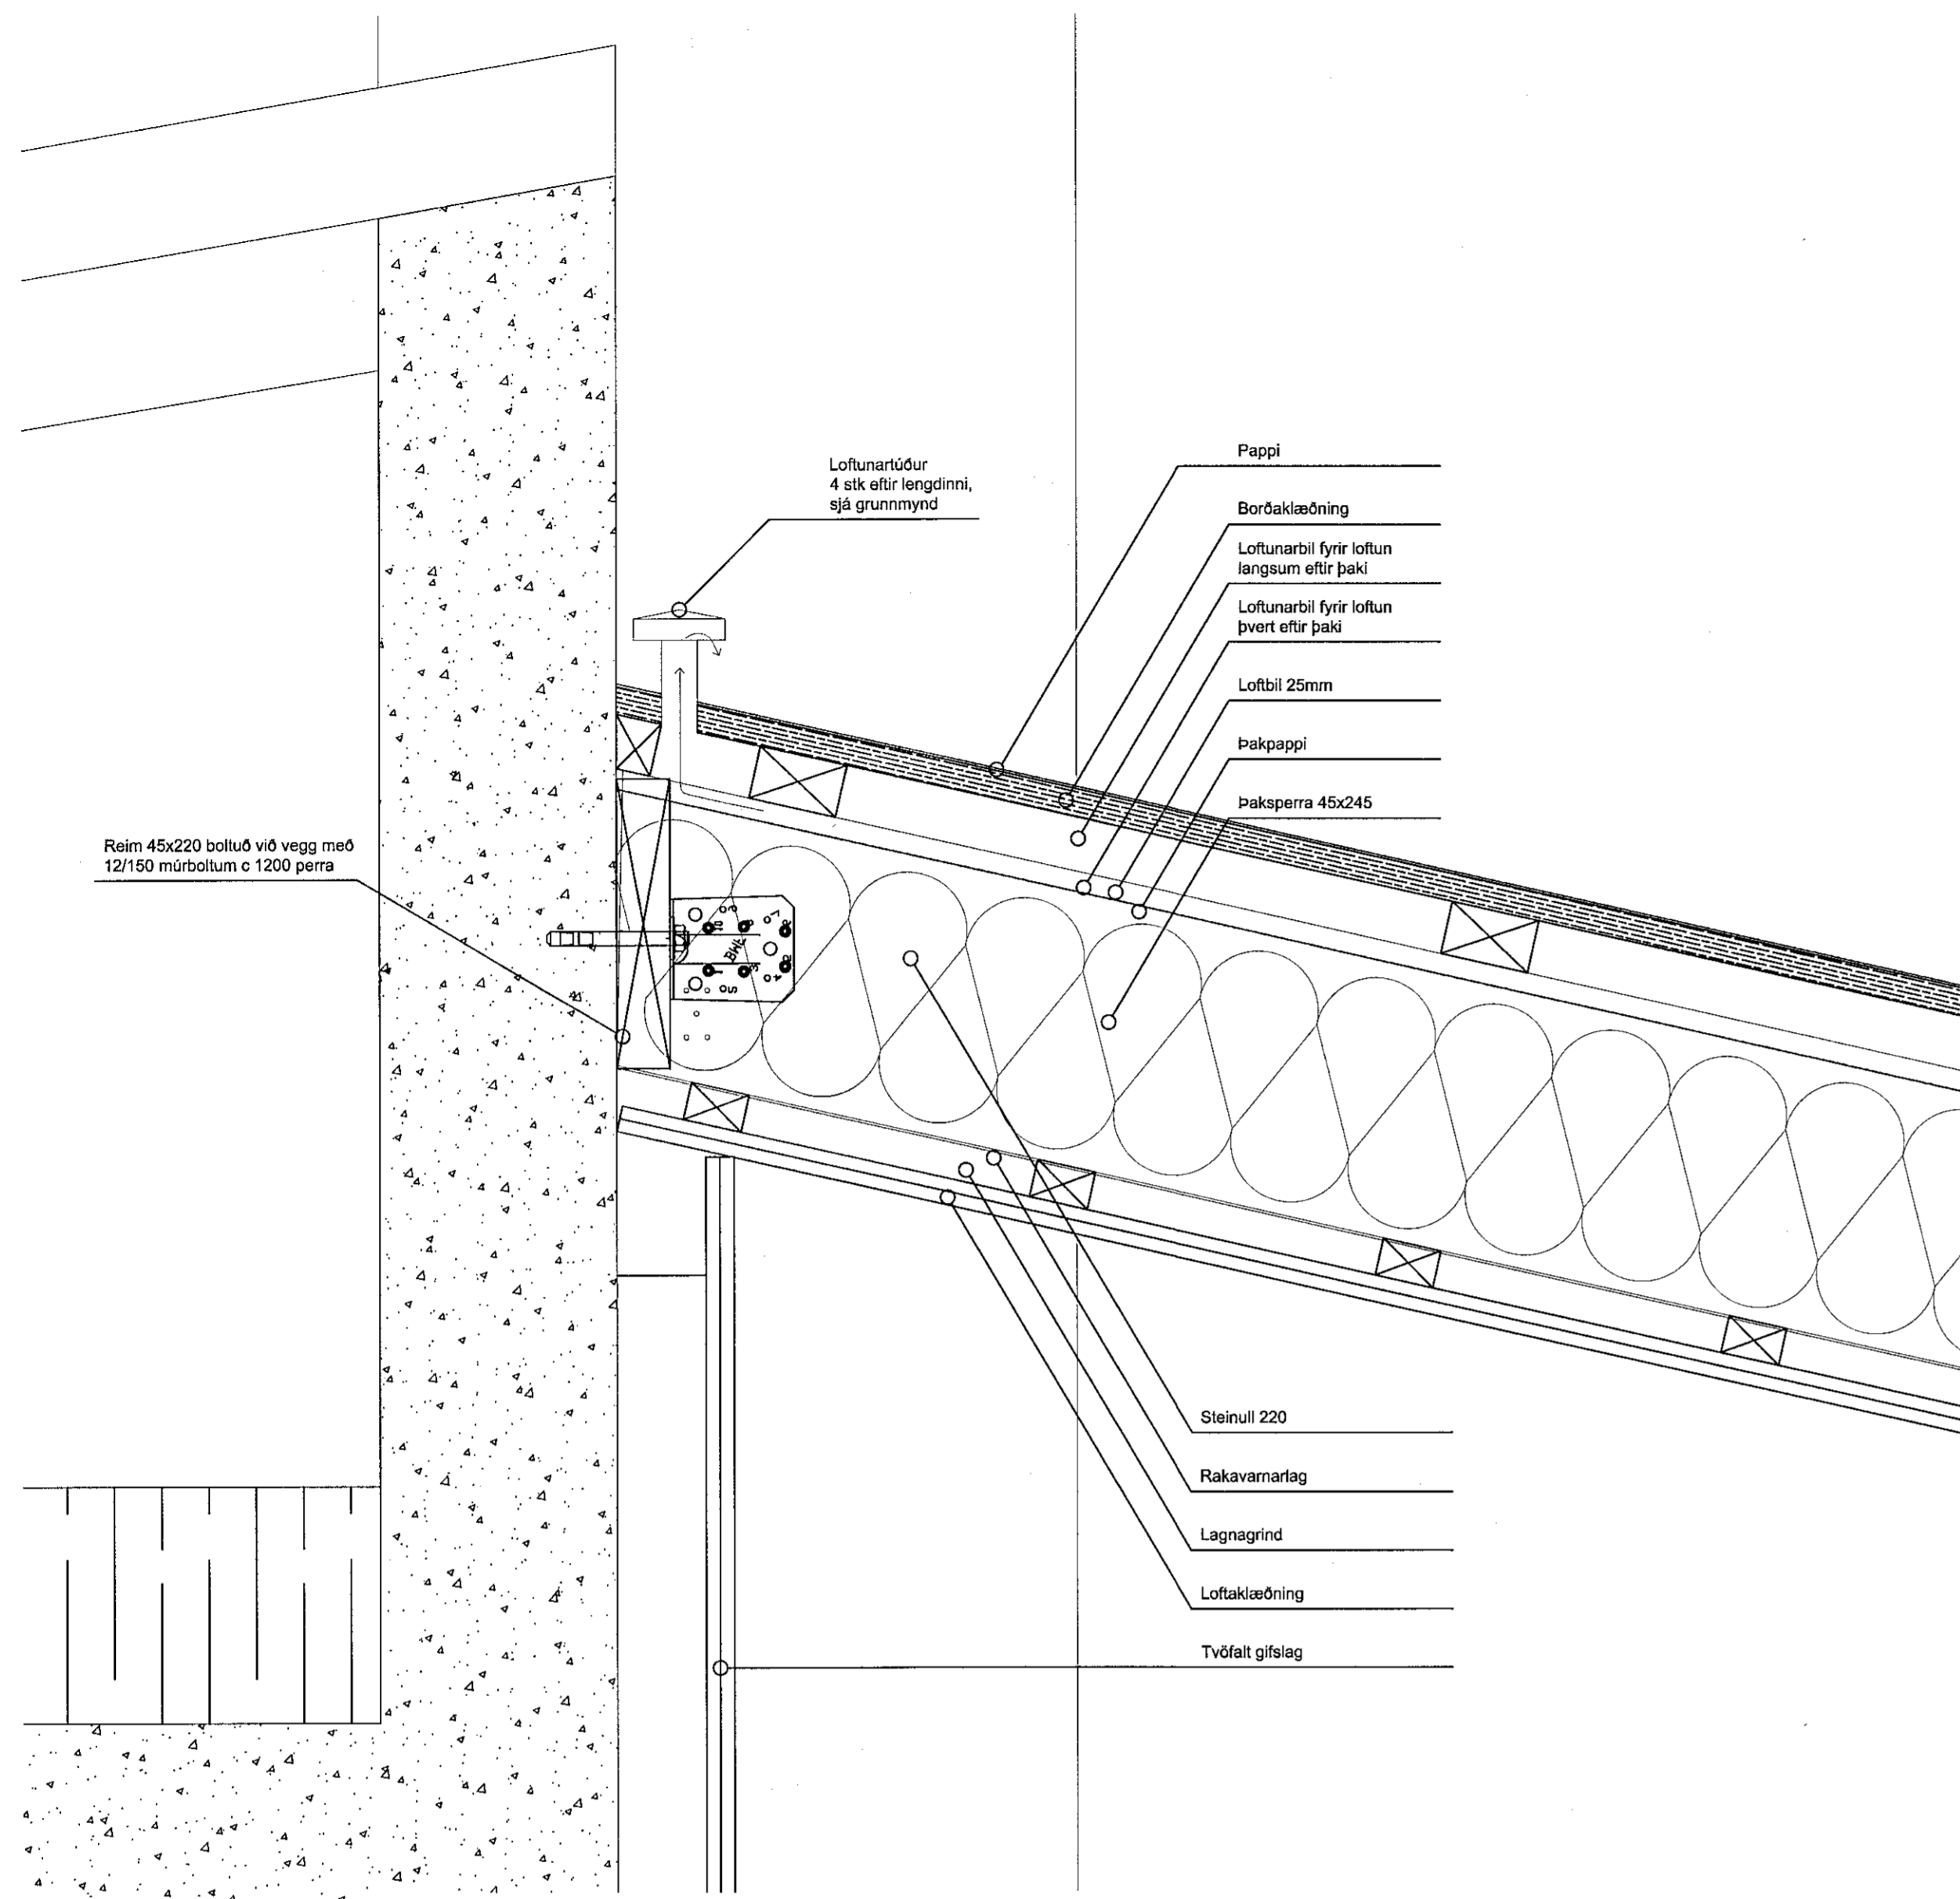 Loftunartúður
4 stk eftir lengdinni,
sjá grunnmynd
Pappi
Borðaklæðning
Loftunarbil fyrir loftun
langsum eftir þaki
Loftunarbil fyrir loftun
þvert eftir þaki
Loftbil 25mm
Þakpappi
Þaksperra 45x245
Reim 45x220 boltuð við vegg með
12/150 múrboltum c 1200 perra
BMF
Steinull 220
Rakavarnarlag
Lagnagrind
Loftaklæðning
Tvöfalt gifslag